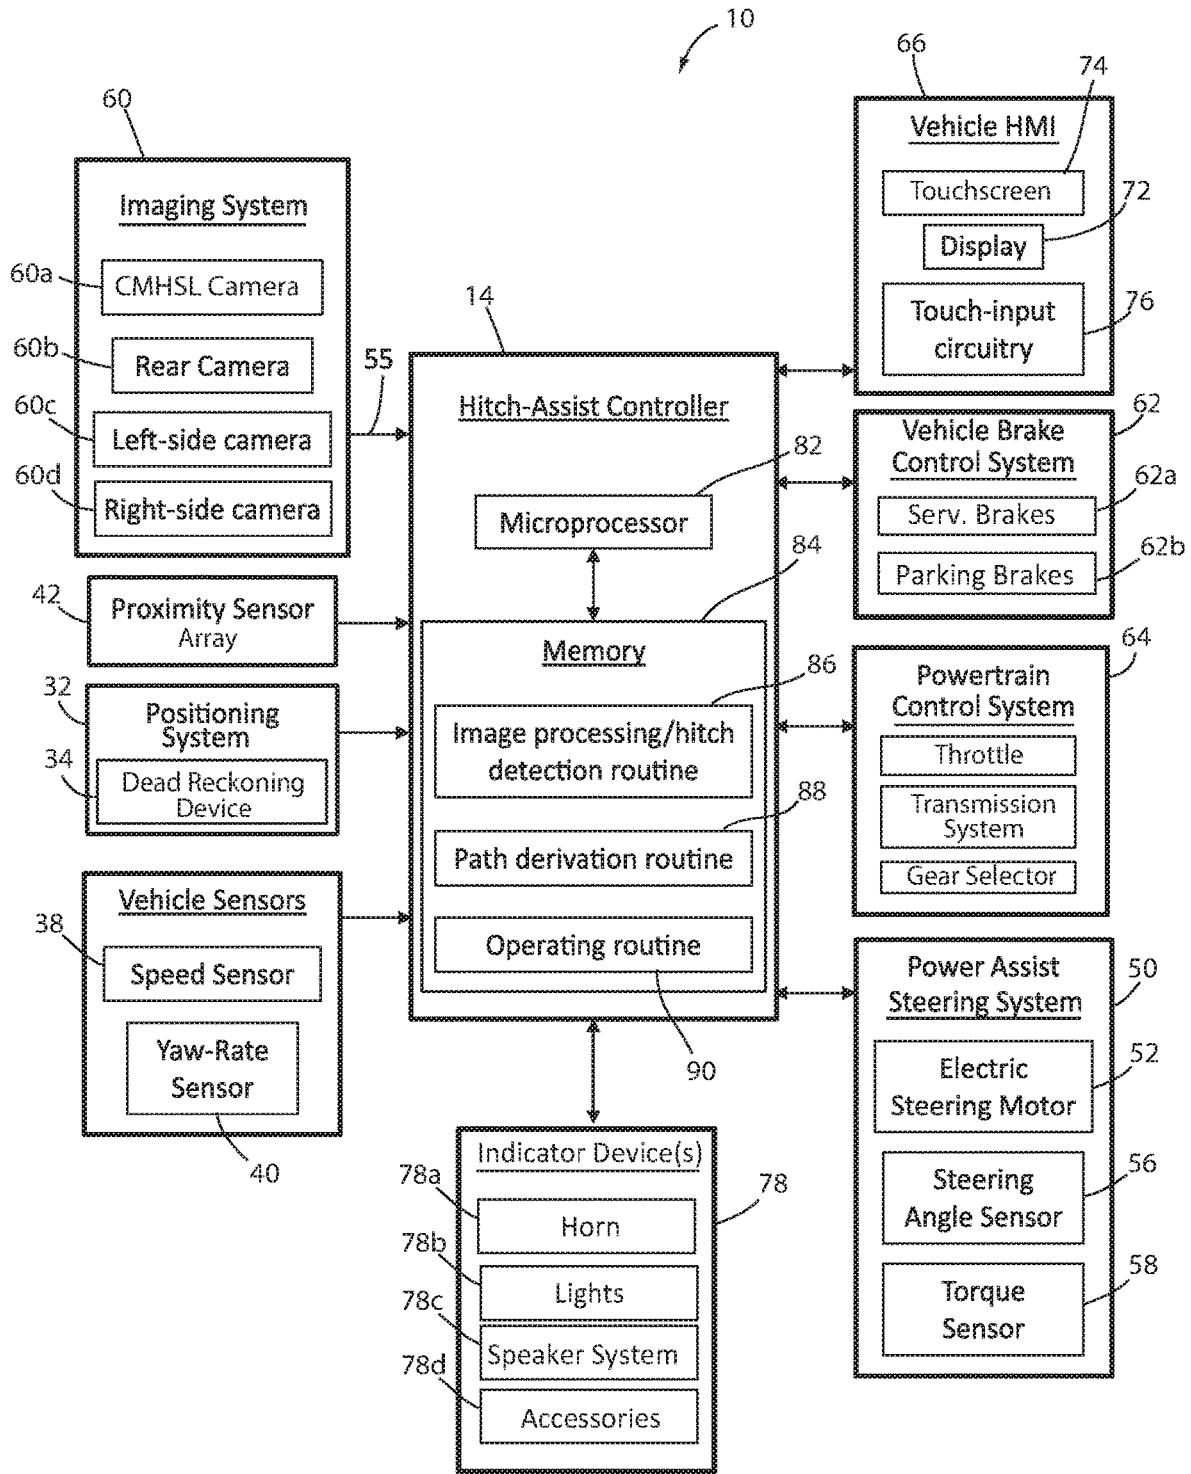 10
60
Imaging System
60a
CMHSL Camera
60b
Rear Camera
60c
Left-side camera
60d
Right-side camera
55
42
Proximity Sensor
Array
32
Positioning
System
34
Dead Reckoning
Device
Vehicle Sensors
38
Speed Sensor
Yaw-Rate
Sensor
40
14
Hitch-Assist Controller
82
Microprocessor
84
Memory
86
Image processing/hitch
detection routine
88
Path derivation routine
Operating routine
90
Indicator Device(s)
78
78a
Horn
78b
Lights
78c
Speaker System
78d
Accessories
66
74
Vehicle HMI
Touchscreen
72
Display
76
Touch-input
circuitry
62
Vehicle Brake
Control System
62a
Serv. Brakes
62b
Parking Brakes
64
Powertrain
Control System
Throttle
Transmission
System
Gear Selector
50
Power Assist
Steering System
52
Electric
Steering Motor
56
Steering
Angle Sensor
58
Torque
Sensor